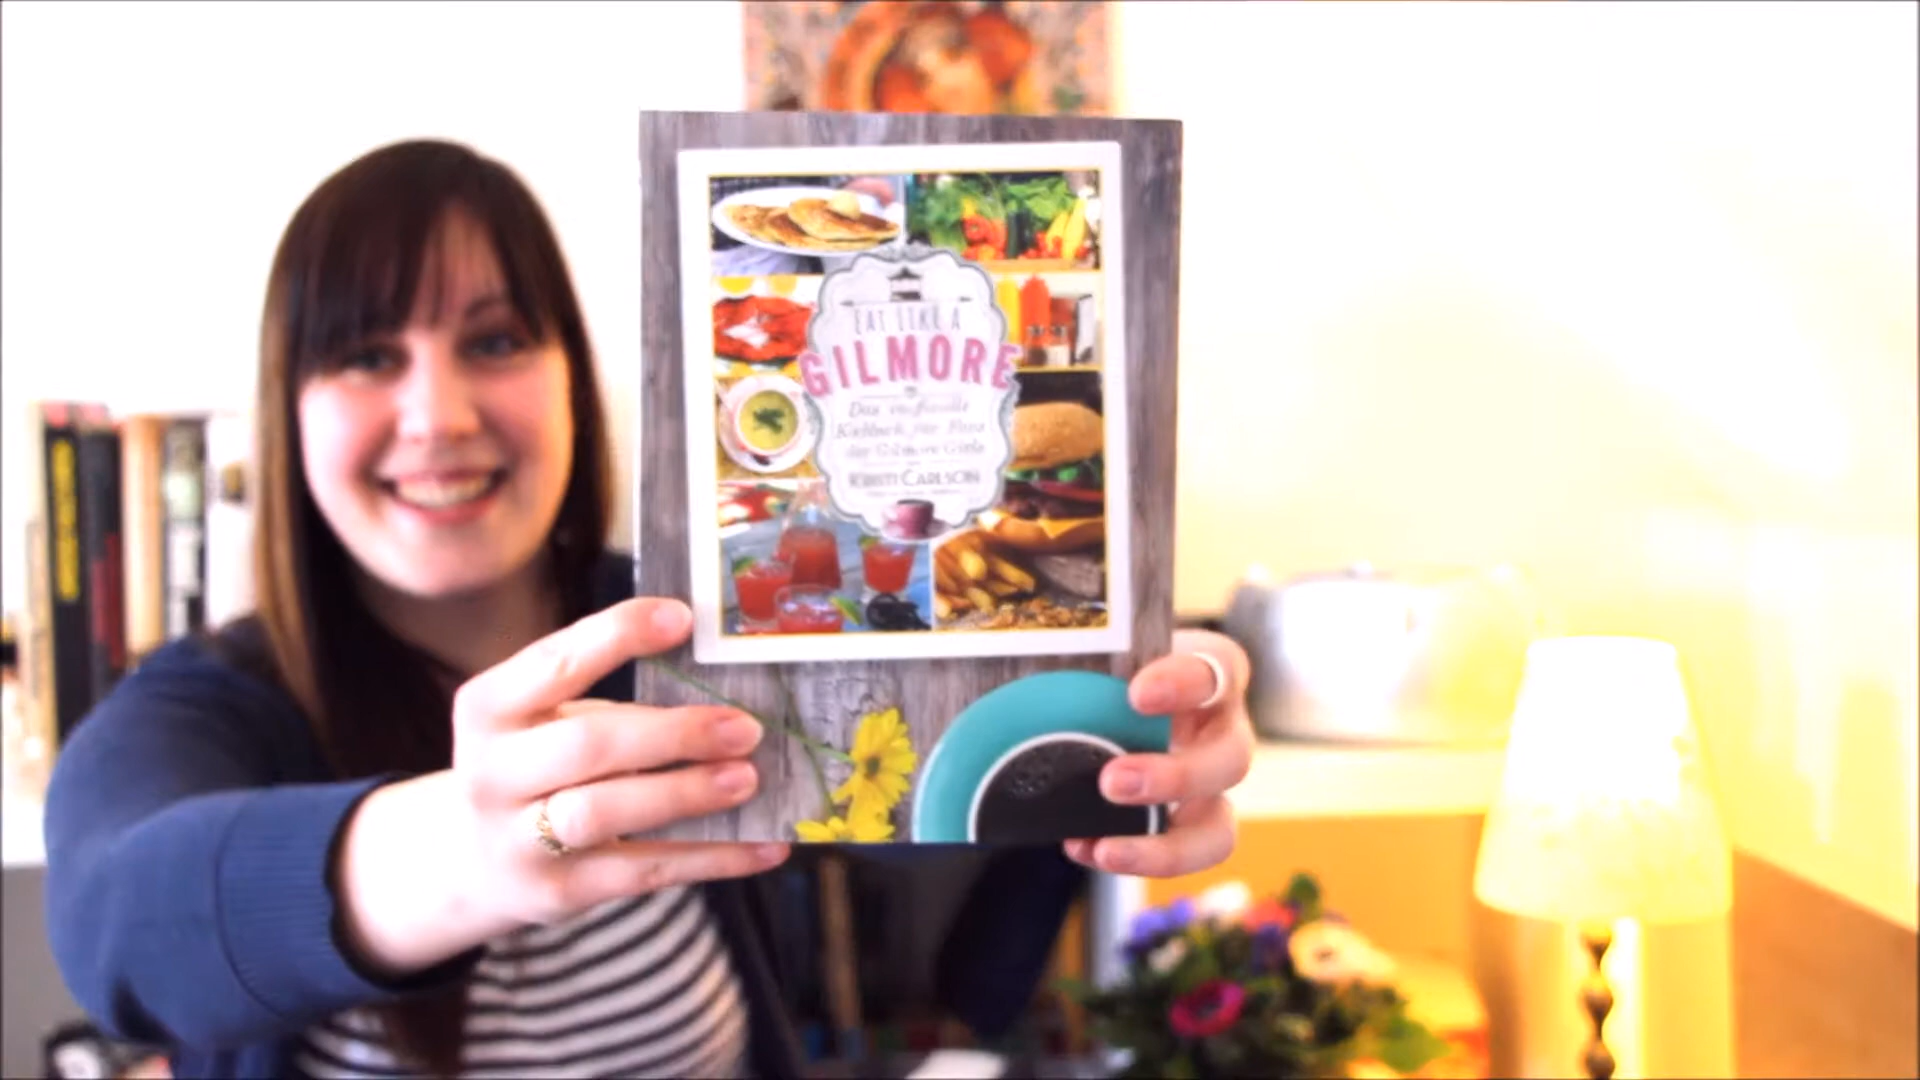 EAT LIKE A
GILMORE
Das inoffizielle
Kochbuch für Fans
der Gilmore Girls
KRISTI CARLSON